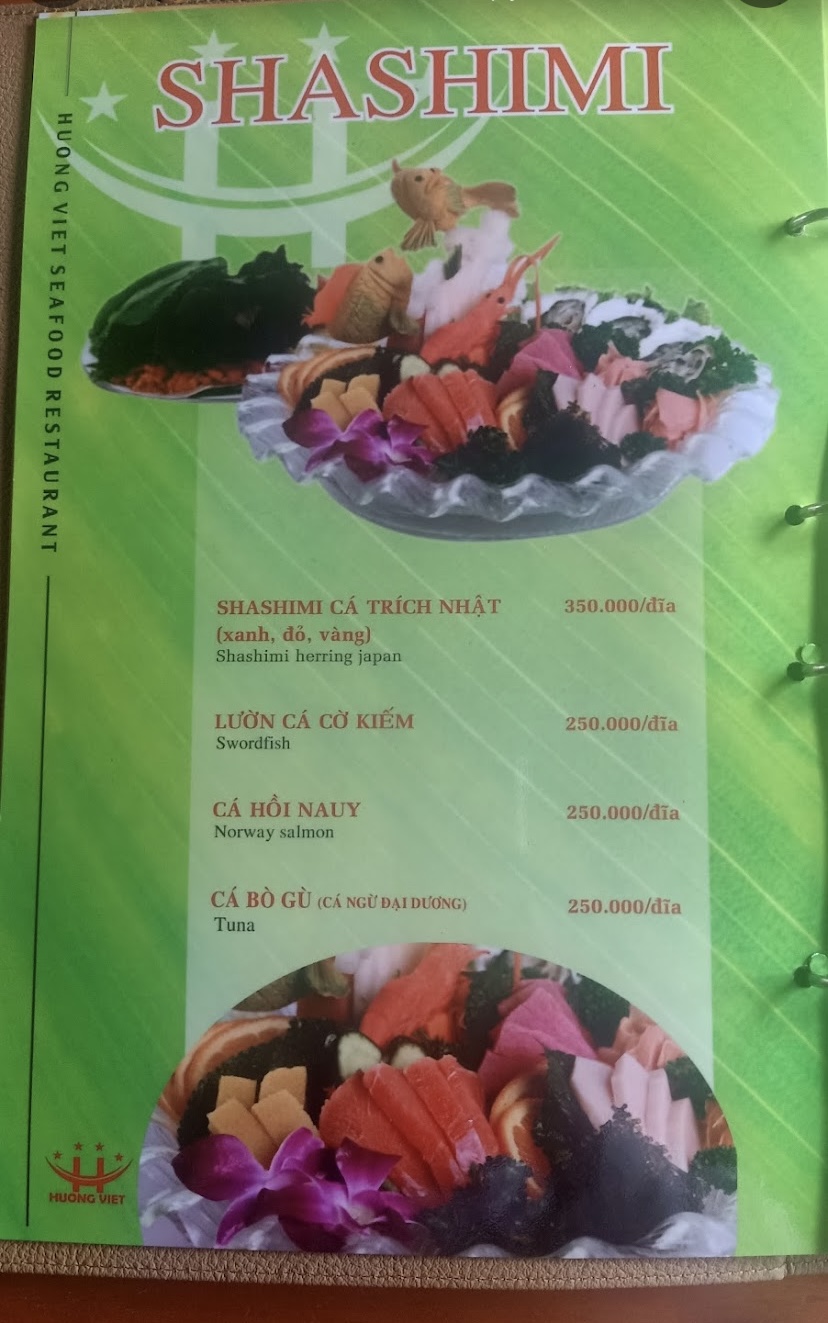 SHASHIMI
HUONG VIET SEAFOOD RESTAURANT
SHASHIMI CÁ TRÍCH NHẬT 350.000/đĩa
(xanh, đỏ, vàng)
Shashimi herring japan
LƯỜN CÁ CỜ KIẾM 250.000/đĩa
Swordfish
CÁ HỒI NAUY 250.000/đĩa
Norway salmon
CÁ BÒ GÙ (CÁ NGỪ ĐẠI DƯƠNG) 250.000/đĩa
Tuna
H
HUONG VIET